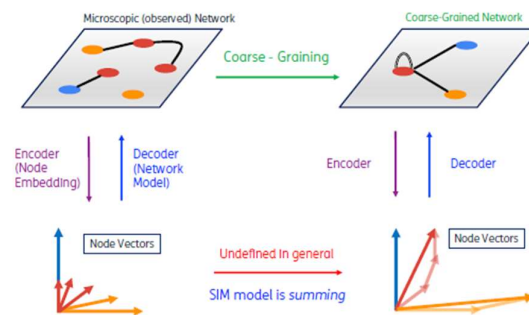 Microscopic (observed) Network
Coarse-Grained Network
Coarse - Graining
Encoder
(Node
Embedding)
Decoder
(Network
Model)
Encoder
Decoder
Node Vectors
Undefined in general
SIM model is summing
Node Vectors